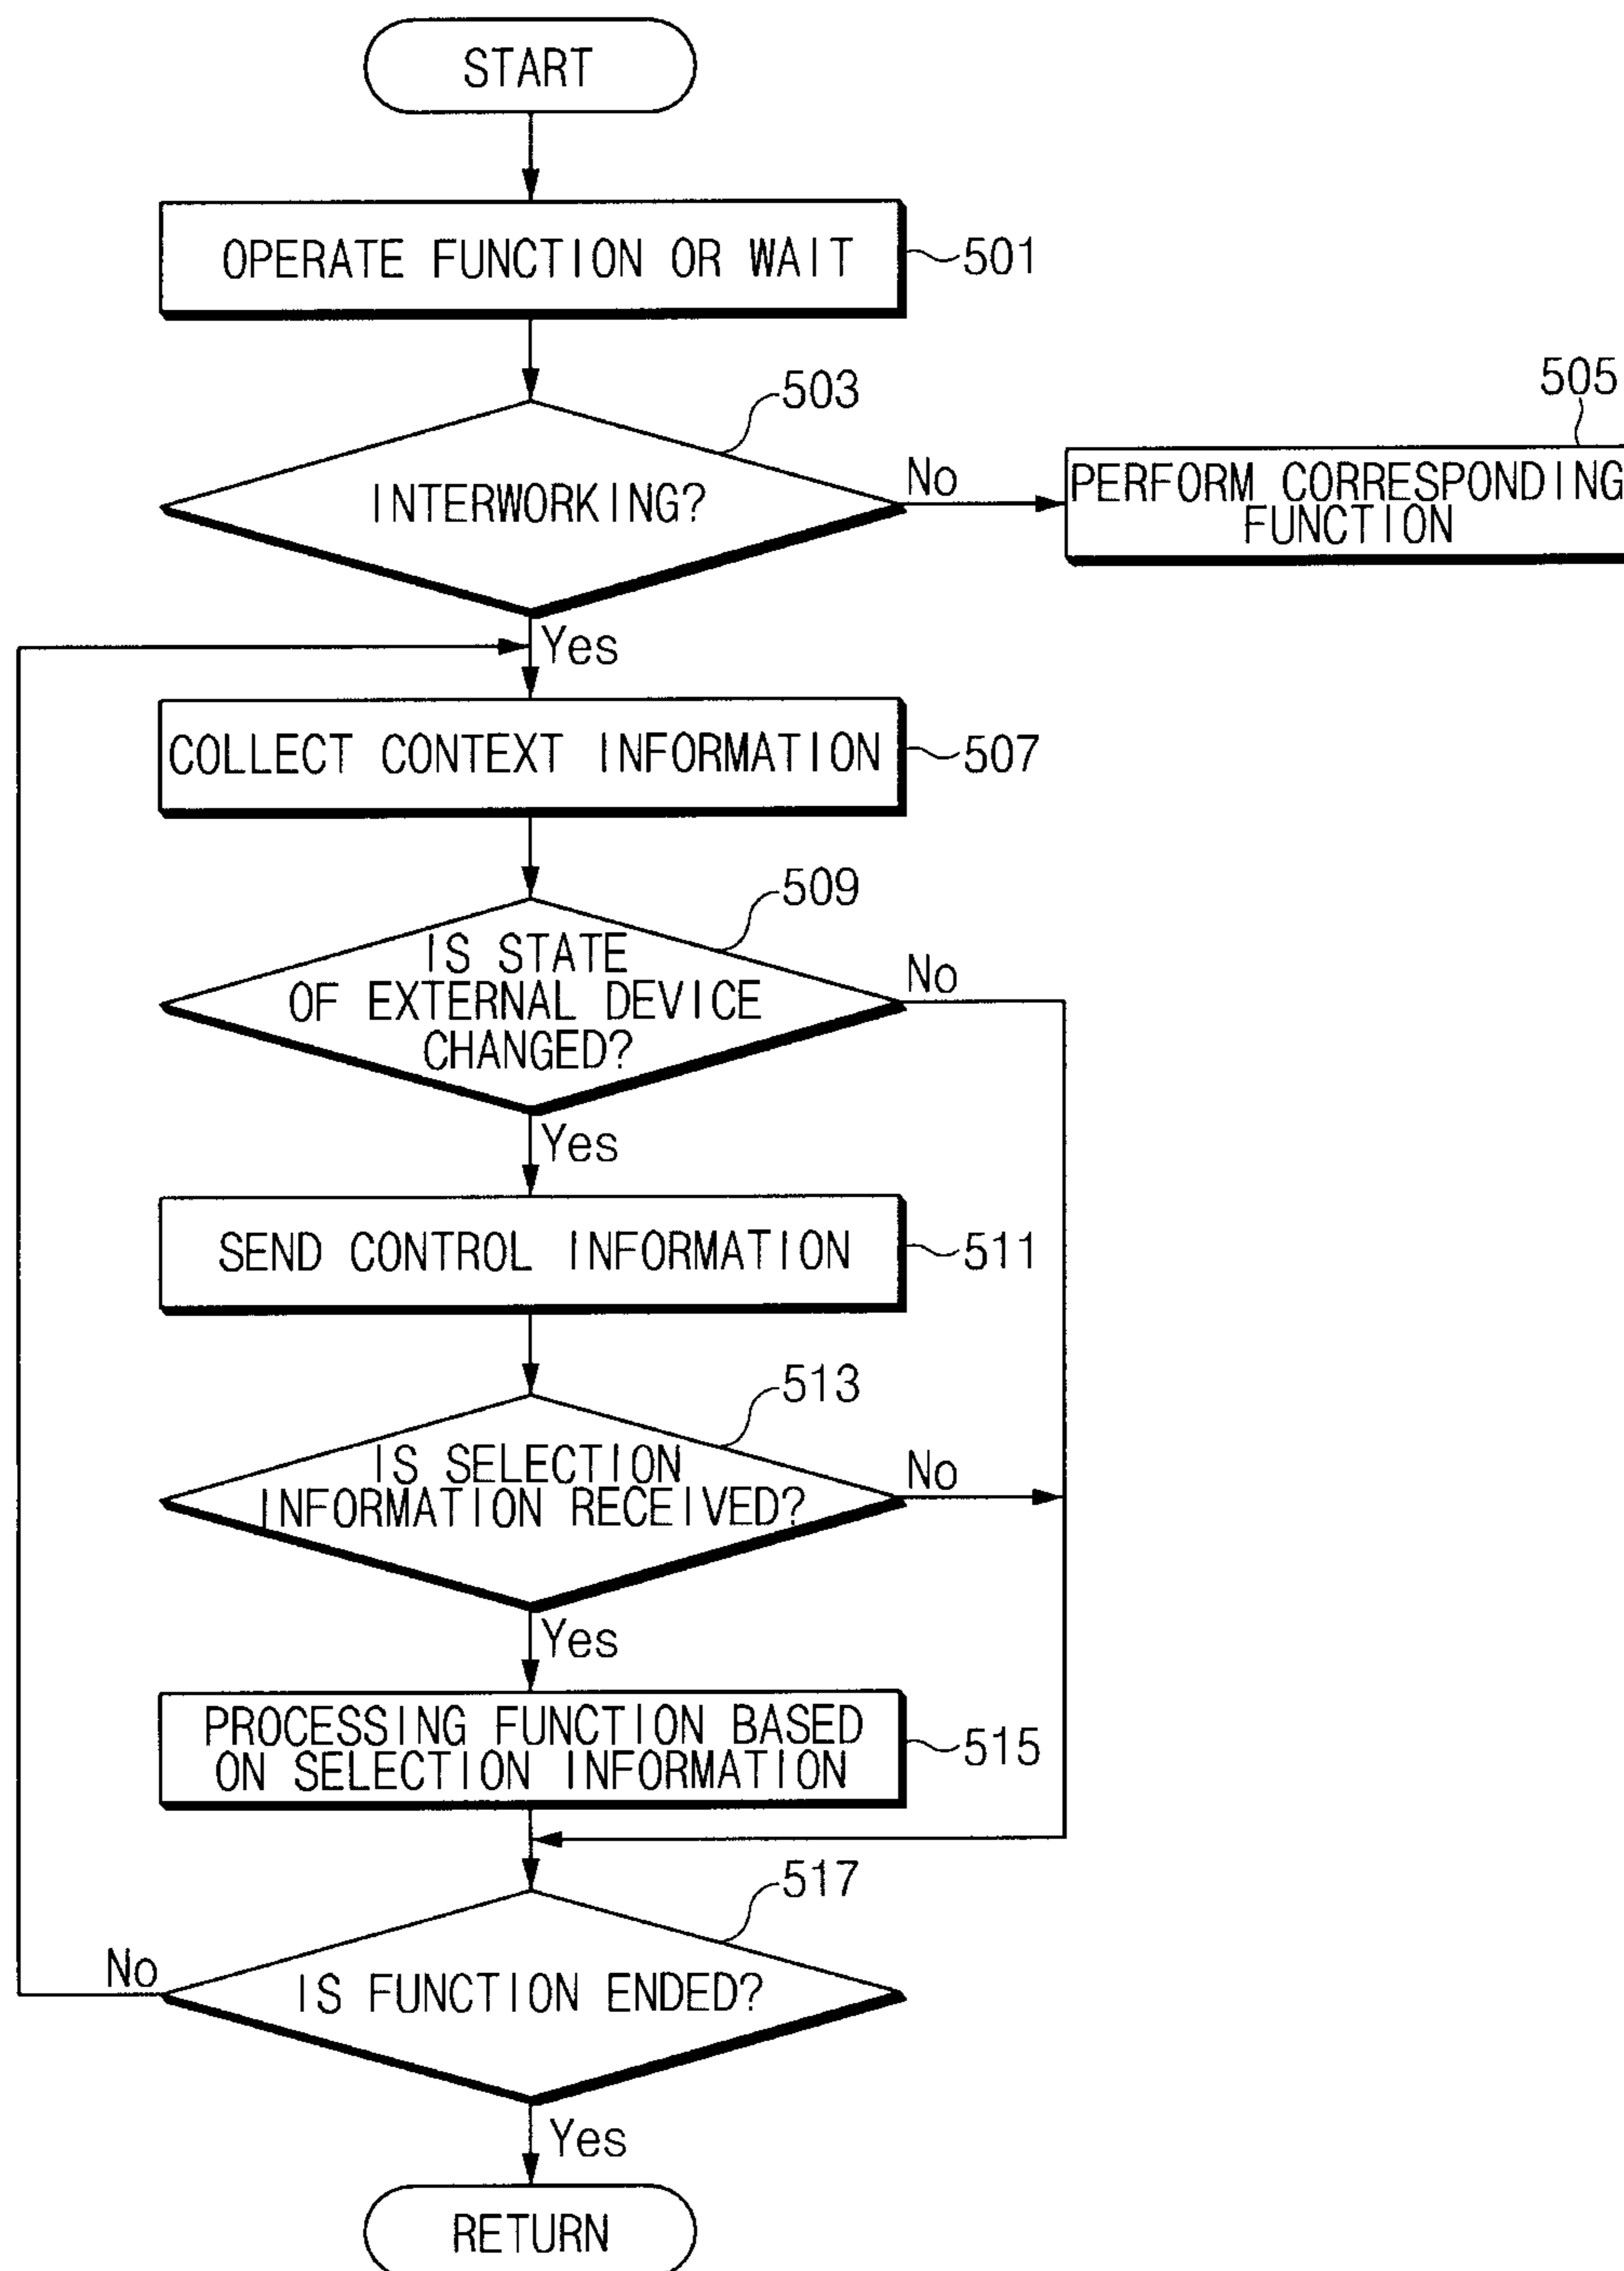 START
OPERATE FUNCTION OR WAIT
501
503
INTERWORKING?
No
505
PERFORM CORRESPONDING
FUNCTION
Yes
COLLECT CONTEXT INFORMATION
507
509
IS STATE
OF EXTERNAL DEVICE
CHANGED?
No
Yes
SEND CONTROL INFORMATION
511
513
IS SELECTION
INFORMATION RECEIVED?
No
Yes
PROCESSING FUNCTION BASED
ON SELECTION INFORMATION
515
517
IS FUNCTION ENDED?
No
Yes
RETURN